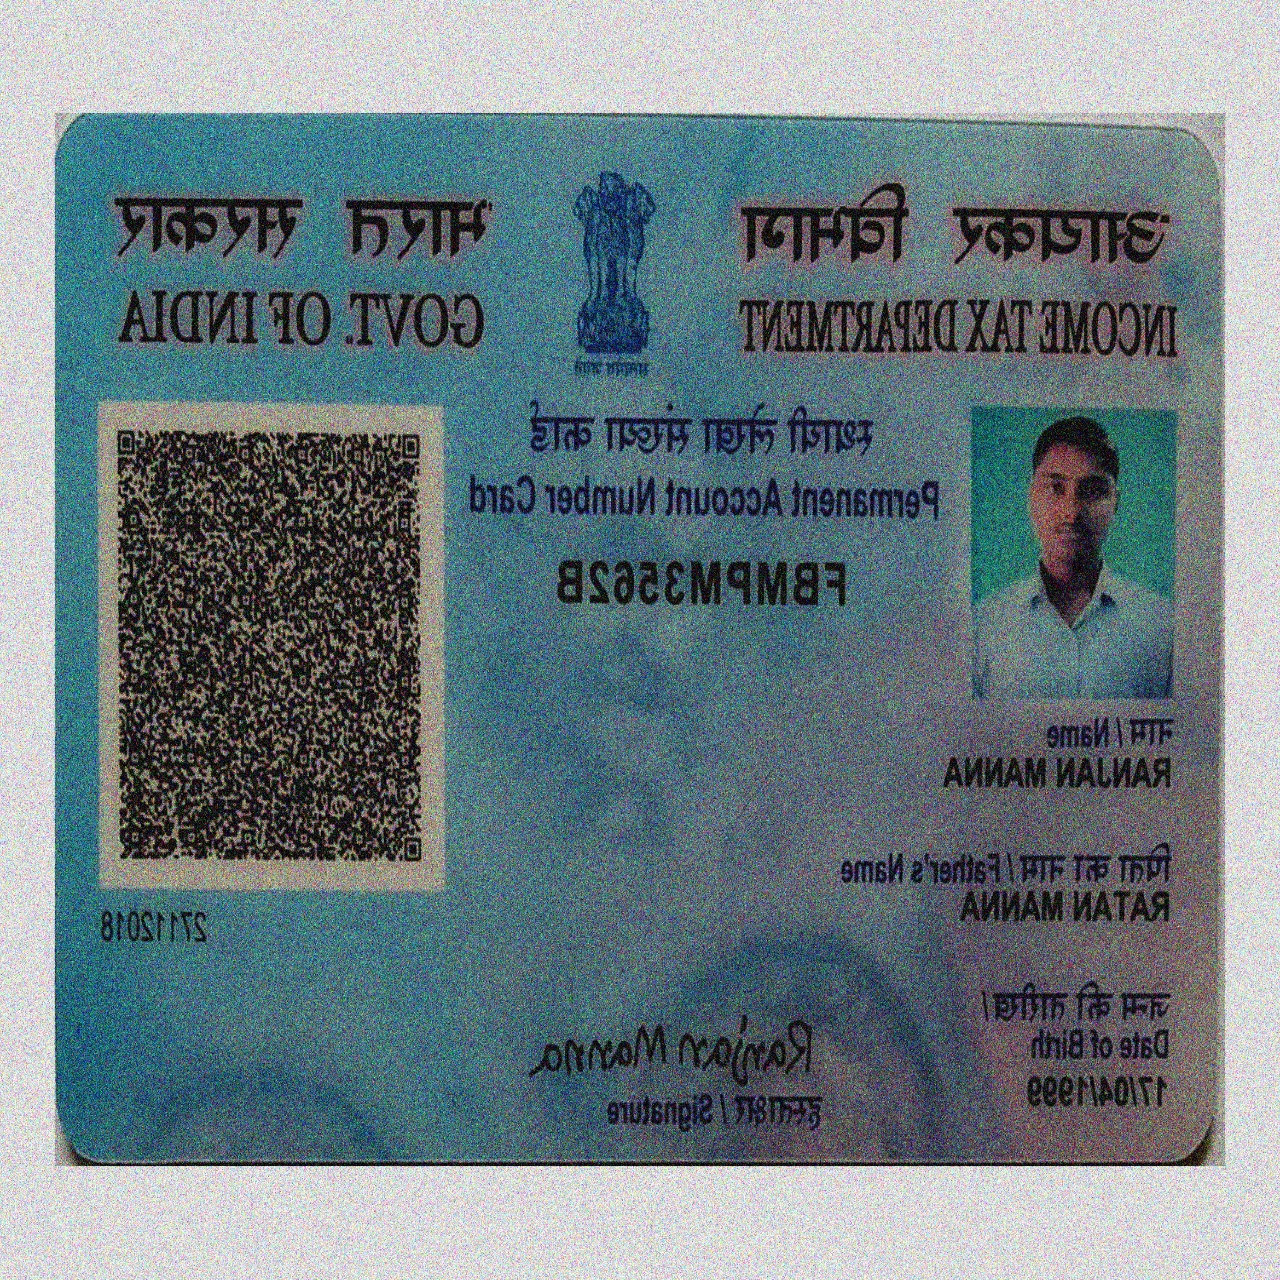 आयकर विभाग
INCOME TAX DEPARTMENT
भारत सरकार
GOVT. OF INDIA
सत्यमेव जयते
स्थायी लेखा संख्या कार्ड
Permanent Account Number Card
FBMPM3562B
नाम / Name
RANJAN MANNA
पिता का नाम / Father's Name
RATAN MANNA
जन्म की तारीख /
Date of Birth
17/04/1999
Ranjan Manna
हस्ताक्षर / Signature
27112018